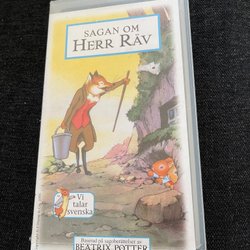 SAGAN OM
HERR RÄV
Vi
talar
svenska
Baserad på sagoberättelser av
BEATRIX POTTER